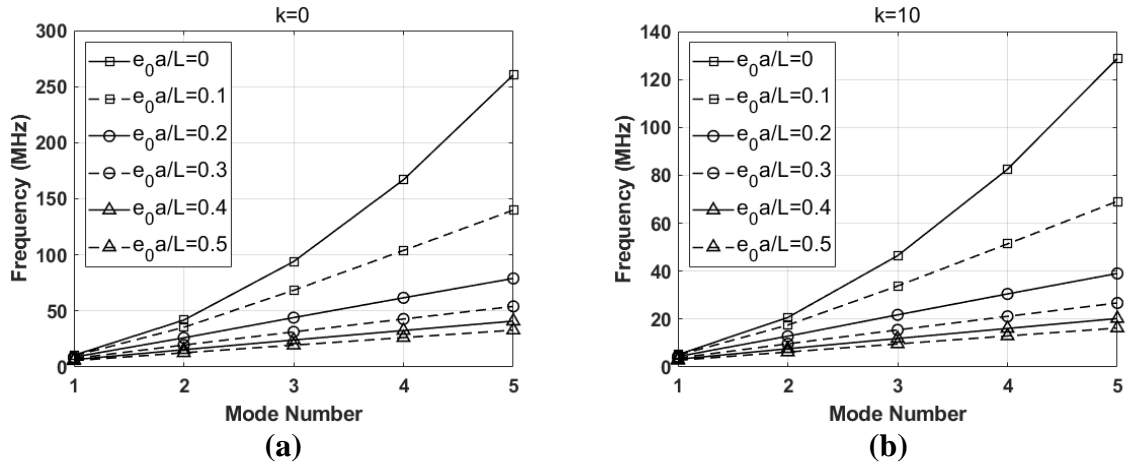 k=0
300
250
200
150
100
50
0
Frequency (MHz)
e0a/L=0
e0a/L=0.1
e0a/L=0.2
e0a/L=0.3
e0a/L=0.4
e0a/L=0.5
1 2 3 4 5
Mode Number
(a)
k=10
140
120
100
80
60
40
20
0
Frequency (MHz)
e0a/L=0
e0a/L=0.1
e0a/L=0.2
e0a/L=0.3
e0a/L=0.4
e0a/L=0.5
1 2 3 4 5
Mode Number
(b)